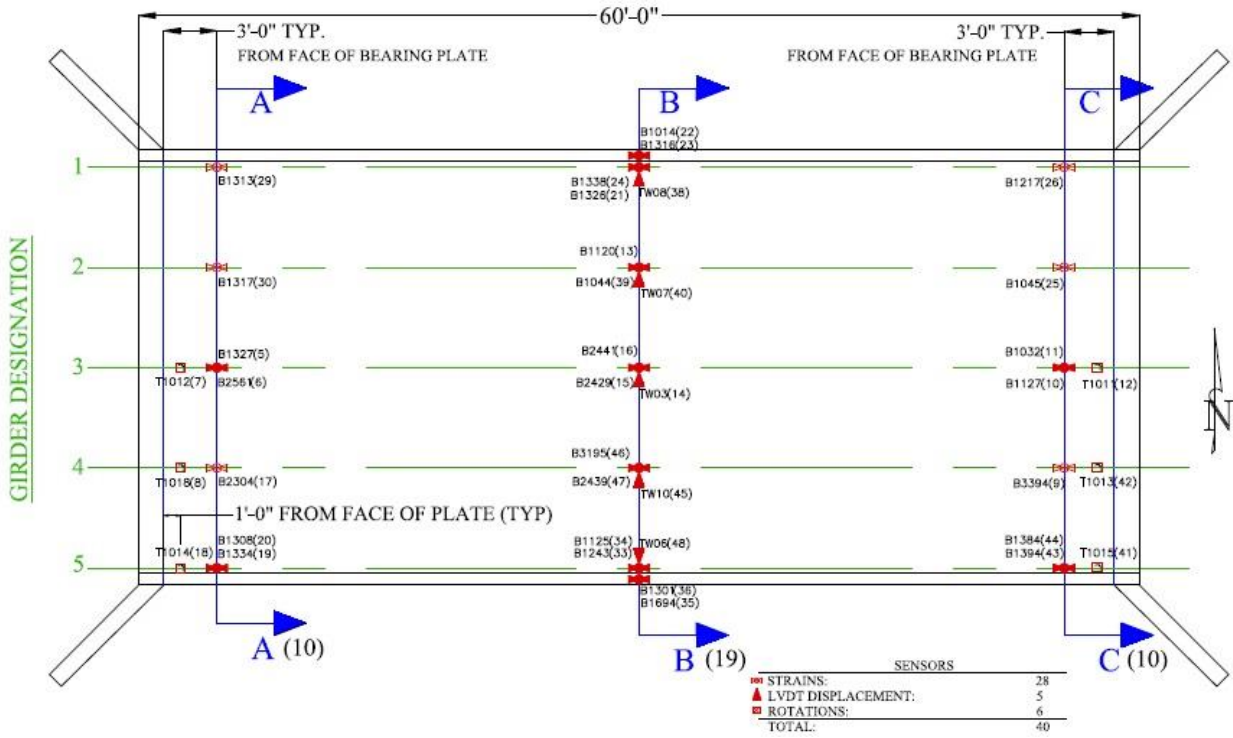 60'-0"
3'-0" TYP.
FROM FACE OF BEARING PLATE
3'-0" TYP.
FROM FACE OF BEARING PLATE
A
B
C
B1014(22)
B1316(23)
1
B1313(29)
B1338(24)
B1326(21)
TW08(38)
B1217(26)
GIRDER DESIGNATION
B1120(13)
2
B1317(30)
B1044(39)
TW07(40)
B1045(25)
B1327(5)
B2441(16)
B1032(11)
3
T1012(7)
B2561(6)
B2429(15)
TW03(14)
B1127(10)
T1011(12)
N
B3195(46)
4
T1016(8)
B2304(17)
B2439(47)
TW10(45)
B3394(9)
T1013(42)
1'-0" FROM FACE OF PLATE (TYP)
B1308(20)
B1334(19)
T1014(18)
B1125(34)
B1243(33)
TW06(48)
B1384(44)
B1394(43)
T1015(41)
5
B1301(36)
B1694(35)
A (10)
B (19)
C (10)
SENSORS
STRAINS: 28
LVDT DISPLACEMENT: 5
ROTATIONS: 6
TOTAL: 40